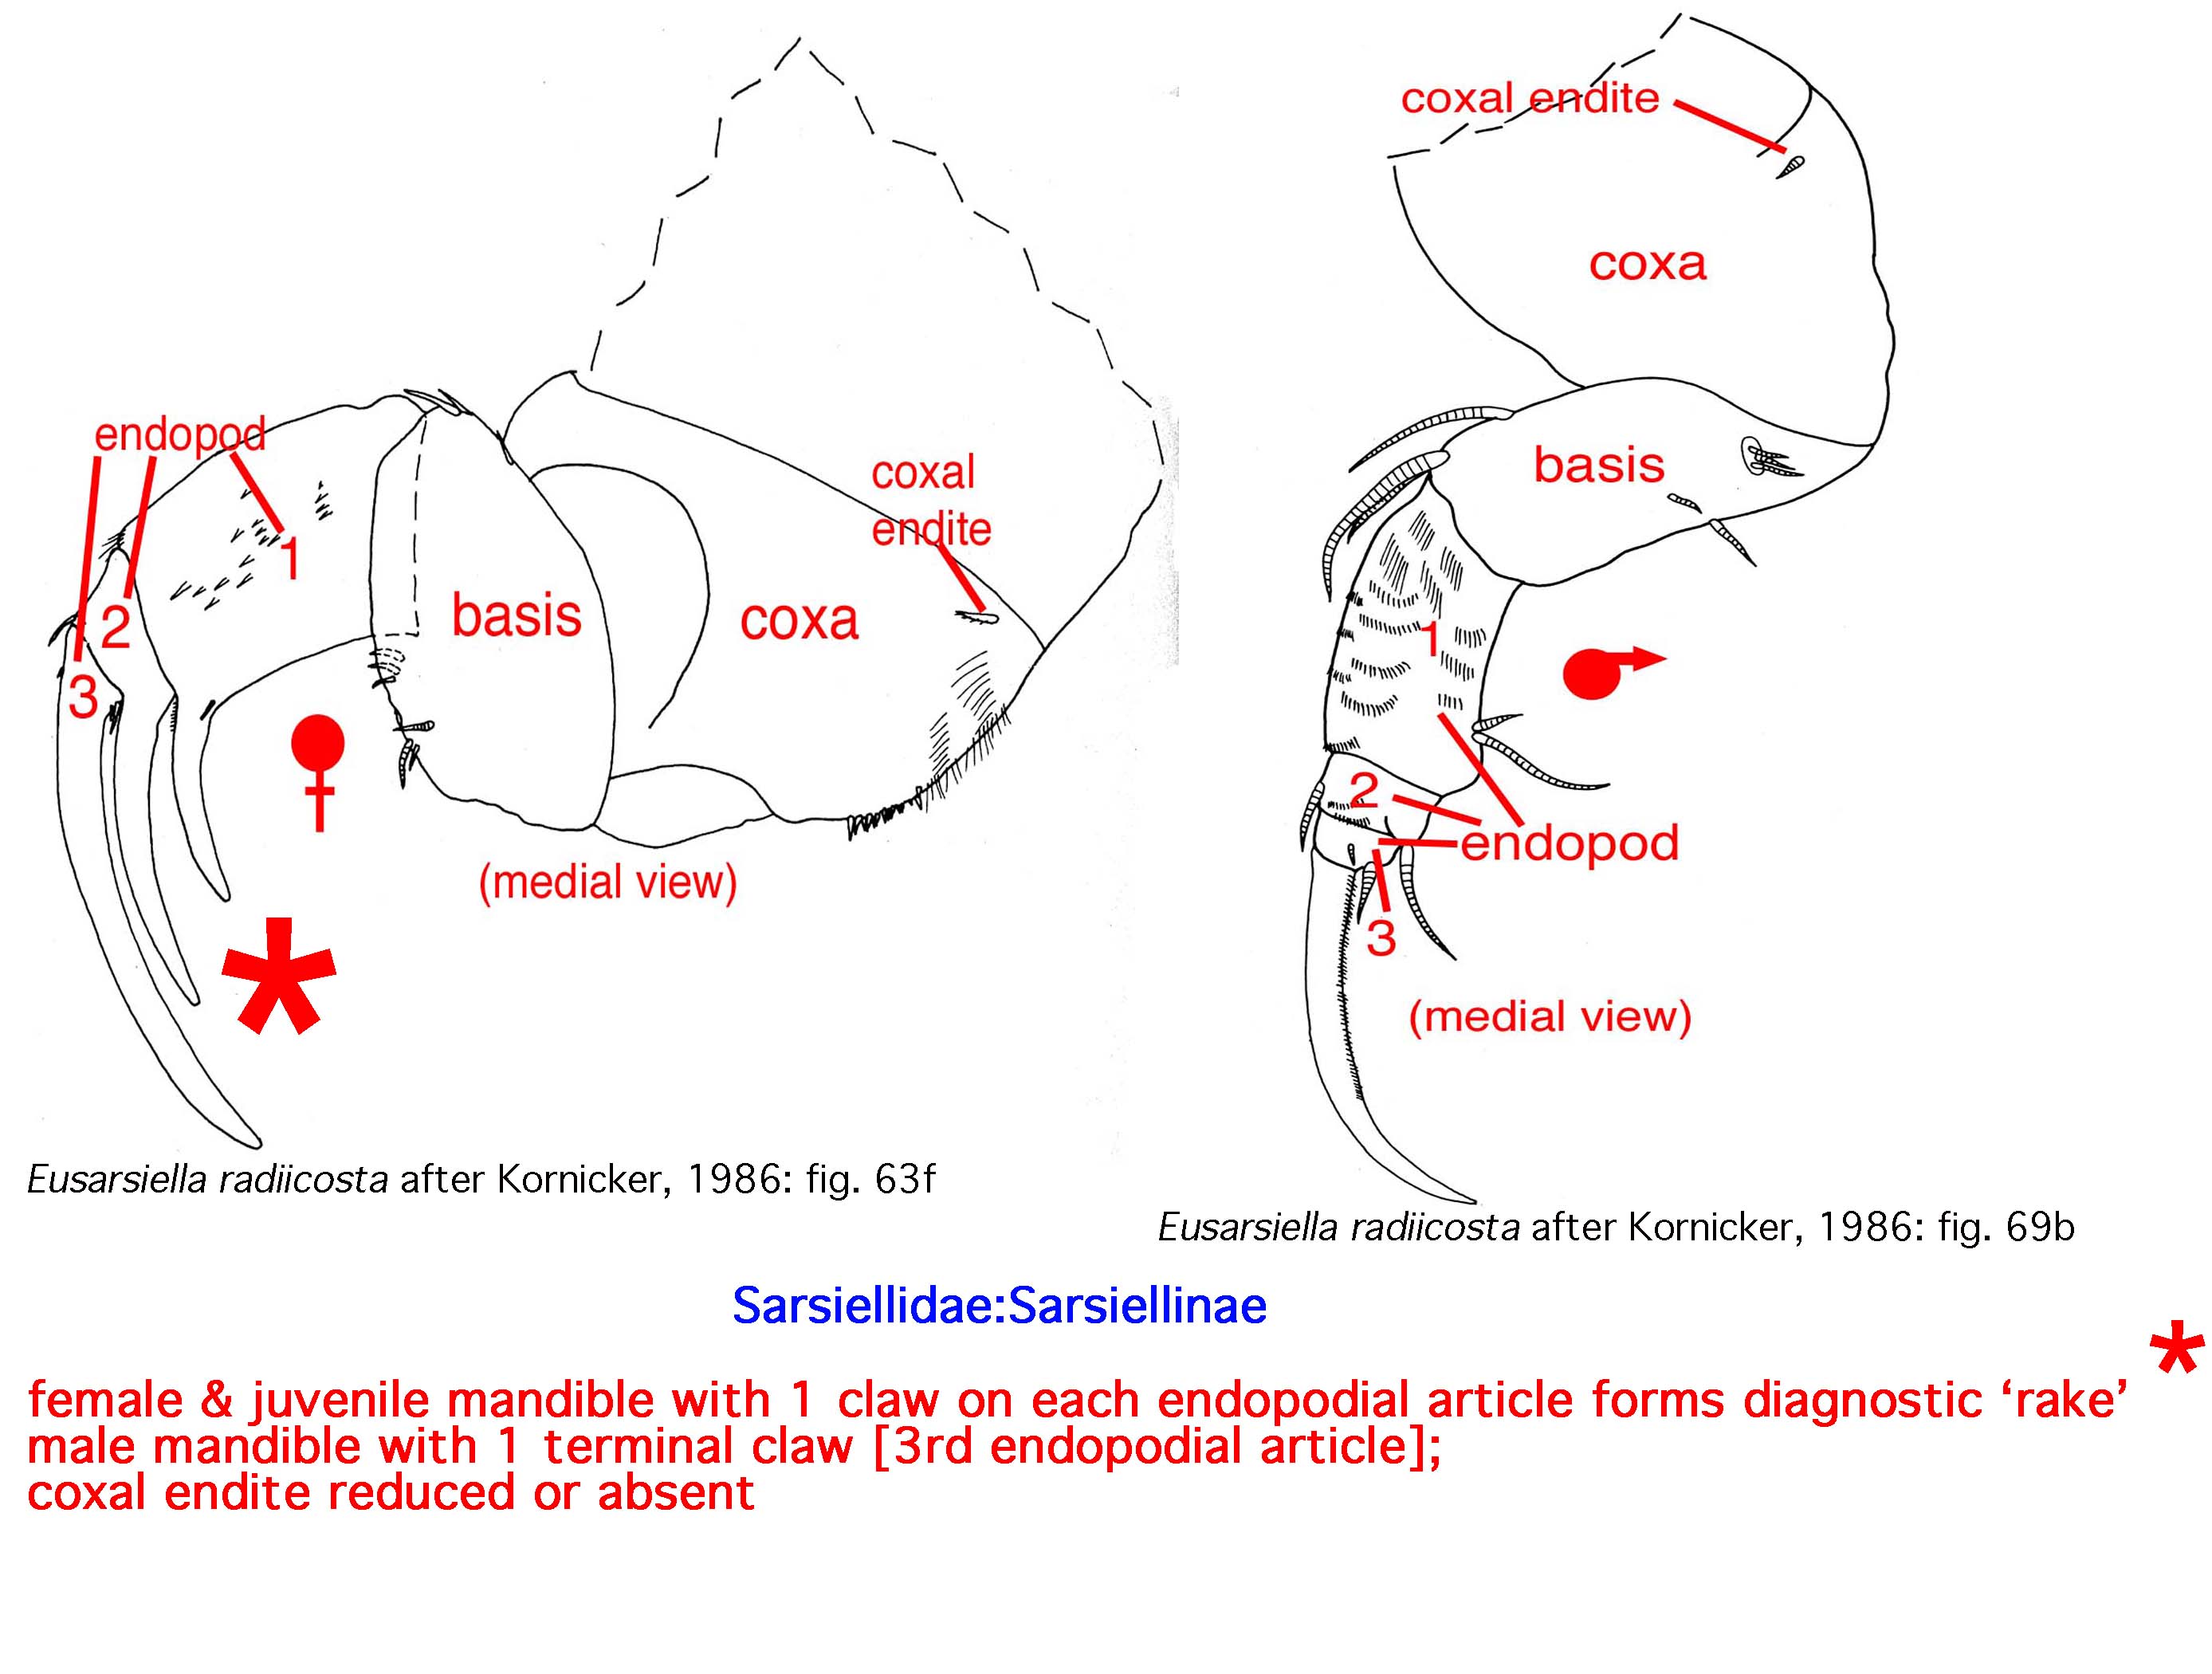 endopod
1
2
3
basis
coxa
coxal
endite
(medial view)
*
Eusarsiella radiicosta after Kornicker, 1986: fig. 63f
coxal endite
coxa
basis
1
2
endopod
3
(medial view)
Eusarsiella radiicosta after Kornicker, 1986: fig. 69b
Sarsiellidae:Sarsiellinae
female & juvenile mandible with 1 claw on each endopodial article forms diagnostic ‘rake’ *
male mandible with 1 terminal claw [3rd endopodial article];
coxal endite reduced or absent